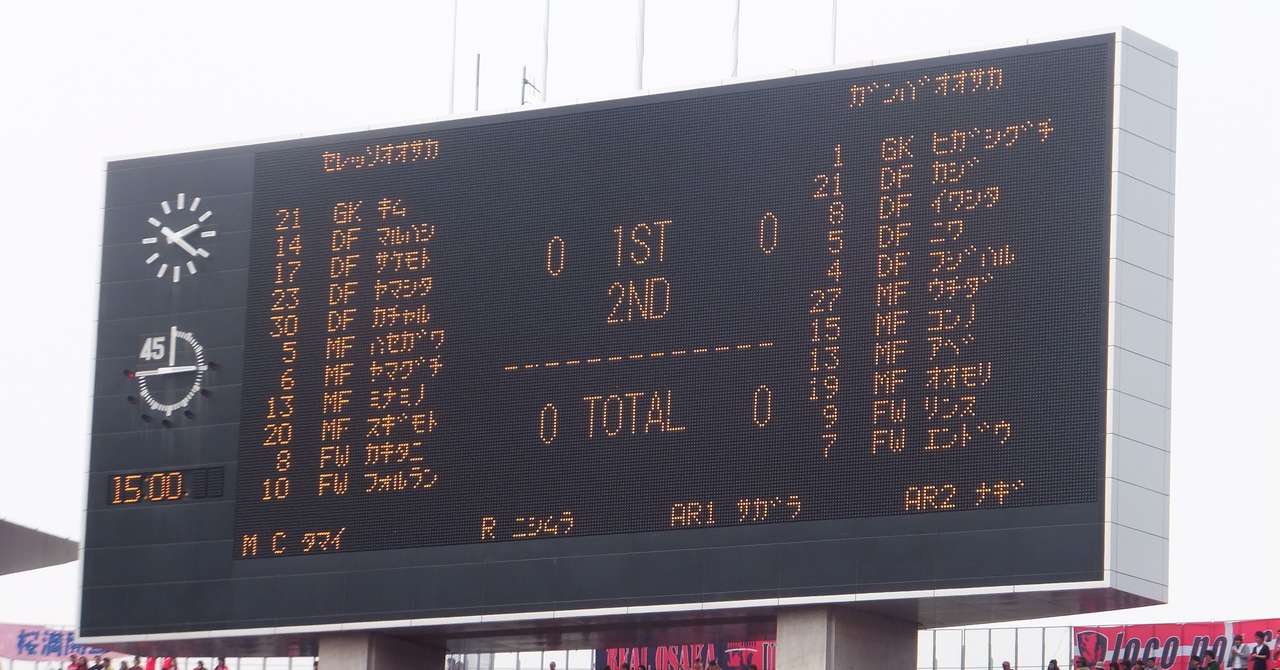 セレッソオオサカ
21 GK キム
14 DF マルハシ
17 DF サケモト
23 DF ヤマシタ
30 DF カチャル
5 MF ハセガワ
6 MF ヤマグチ
13 MF ミナミノ
20 MF スギモト
8 FW カキタニ
10 FW フォルラン
0 1ST 0
2ND
0 TOTAL 0
ガンバオオサカ
1 GK ヒガシグチ
21 DF カジ
8 DF イワシタ
5 DF ニワ
4 DF フジハル
27 MF ウチダ
15 MF コンノ
13 MF アベ
19 MF オオモリ
9 FW リンス
7 FW エンドウ
45
15:00
M C タマイ
R ニシムラ
AR1 サガラ
AR2 ナギ
桜満開
REAL OSAKA
Loco